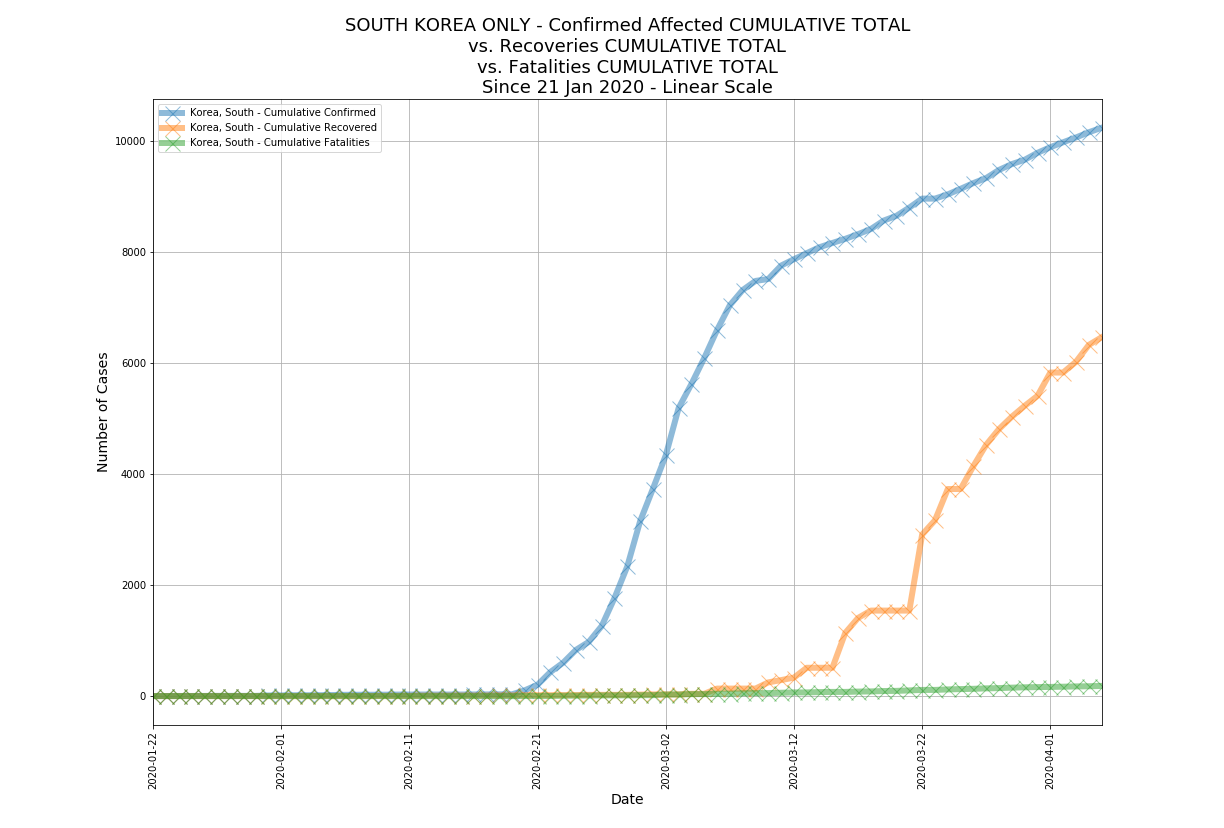 SOUTH KOREA ONLY - Confirmed Affected CUMULATIVE TOTAL
vs. Recoveries CUMULATIVE TOTAL
vs. Fatalities CUMULATIVE TOTAL
Since 21 Jan 2020 - Linear Scale
Korea, South - Cumulative Confirmed
Korea, South - Cumulative Recovered
Korea, South - Cumulative Fatalities
Number of Cases
10000
8000
6000
4000
2000
0
2020-01-22
2020-02-01
2020-02-11
2020-02-21
2020-03-02
2020-03-12
2020-03-22
2020-04-01
Date